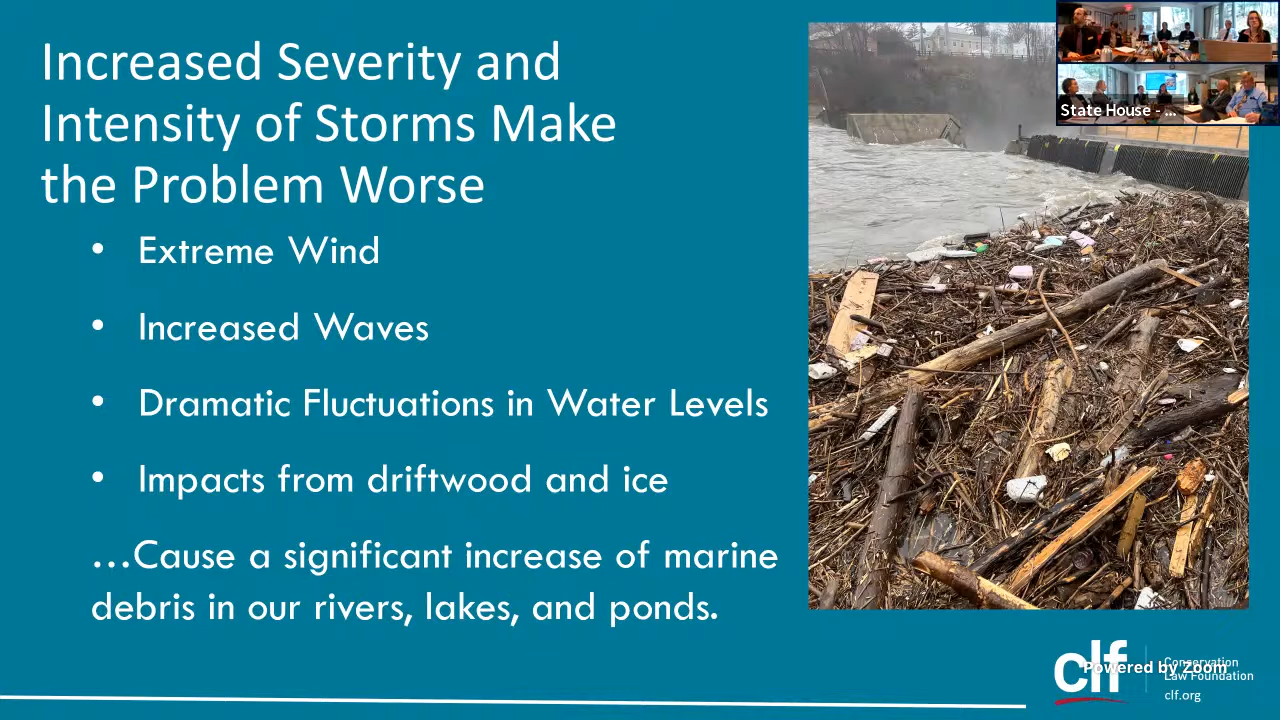 Increased Severity and
Intensity of Storms Make
the Problem Worse
• Extreme Wind
• Increased Waves
• Dramatic Fluctuations in Water Levels
• Impacts from driftwood and ice
...Cause a significant increase of marine
debris in our rivers, lakes, and ponds.
State House - ...
clf
Conservation
Powered by Zoom
Law Foundation
clf.org